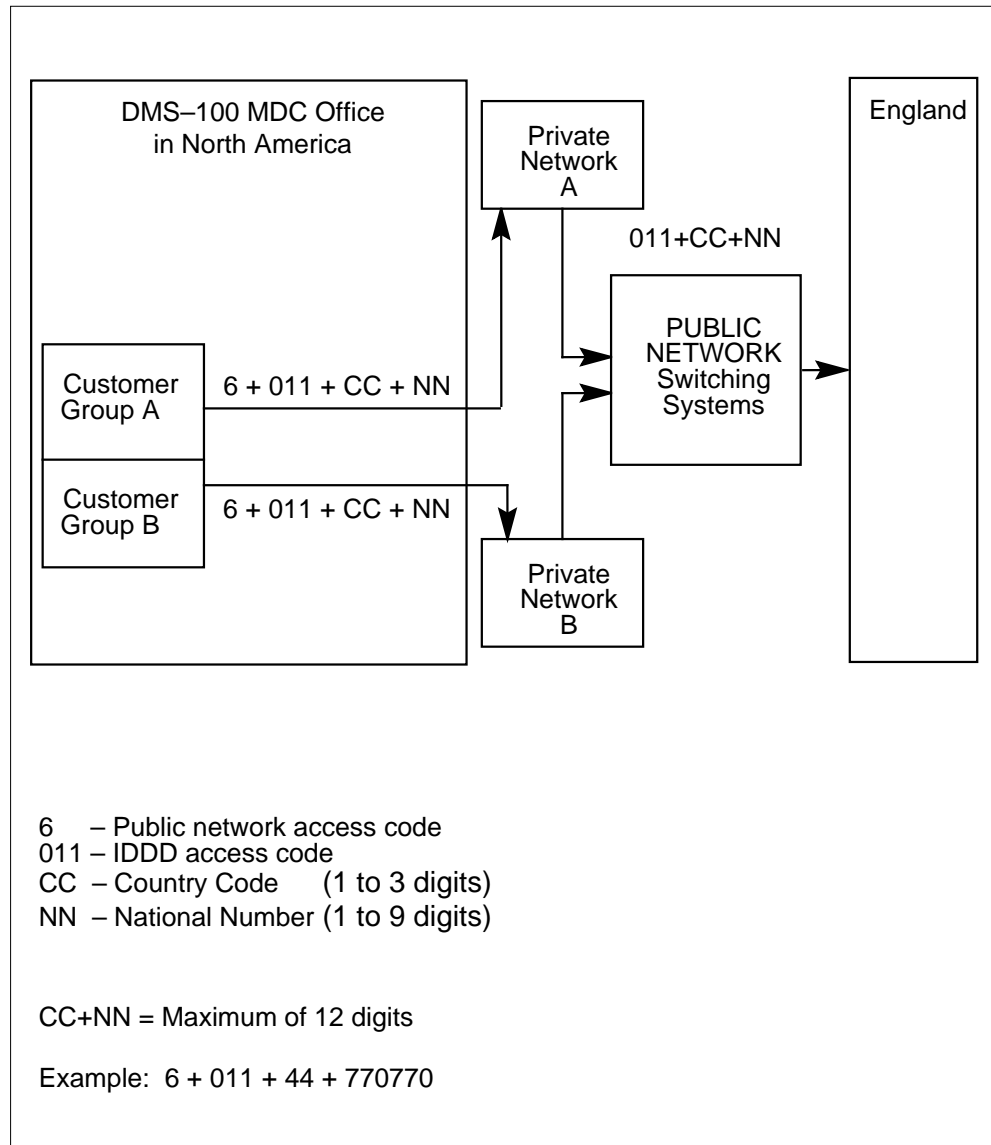 DMS–100 MDC Office
in North America
Private
Network
A
England
011+CC+NN
PUBLIC
NETWORK
Switching
Systems
Customer
Group A
6 + 011 + CC + NN
Customer
Group B
6 + 011 + CC + NN
Private
Network
B
6 – Public network access code
011 – IDDD access code
CC – Country Code (1 to 3 digits)
NN – National Number (1 to 9 digits)
CC+NN = Maximum of 12 digits
Example: 6 + 011 + 44 + 770770